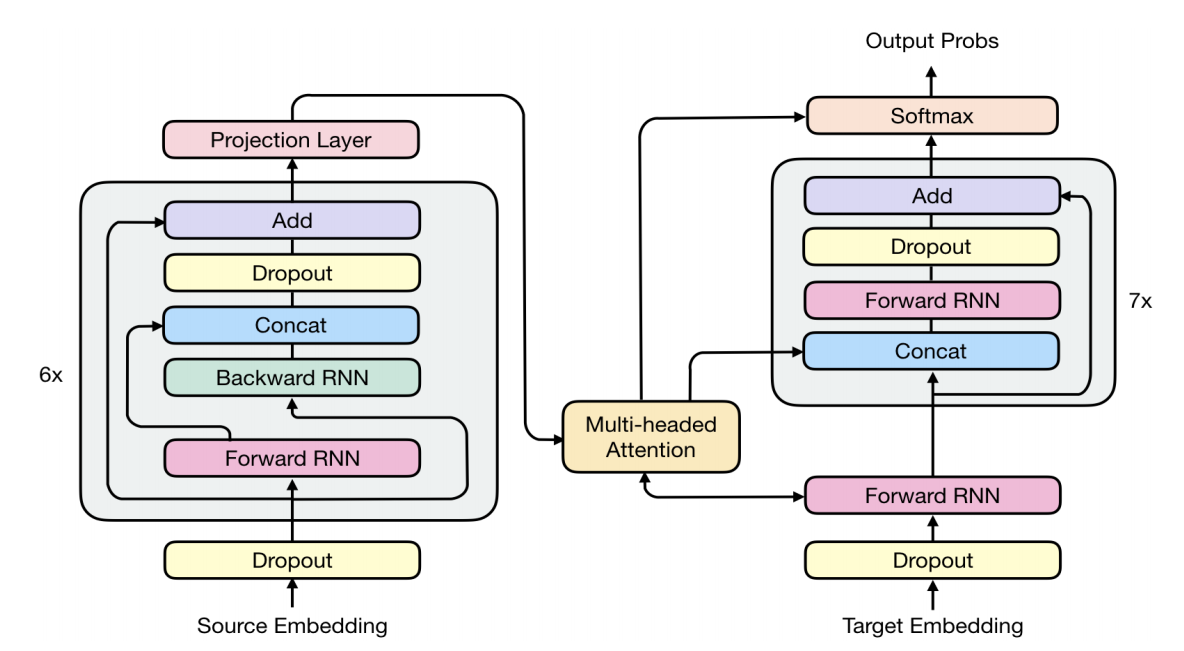 Projection Layer
Add
Dropout
Concat
Backward RNN
Forward RNN
6x
Dropout
Source Embedding
Multi-headed
Attention
Output Probs
Softmax
Add
Dropout
Forward RNN
Concat
7x
Forward RNN
Dropout
Target Embedding